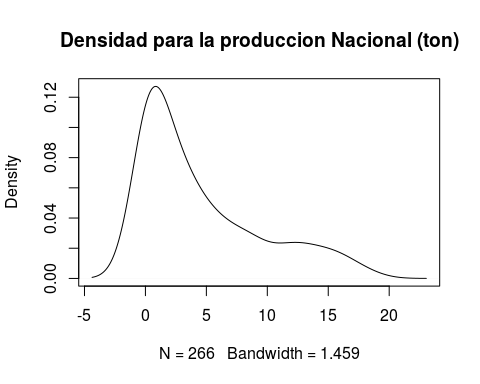 Densidad para la produccion Nacional (ton)
Density
0.12
0.08
0.04
0.00
-5 0 5 10 15 20
N = 266 Bandwidth = 1.459